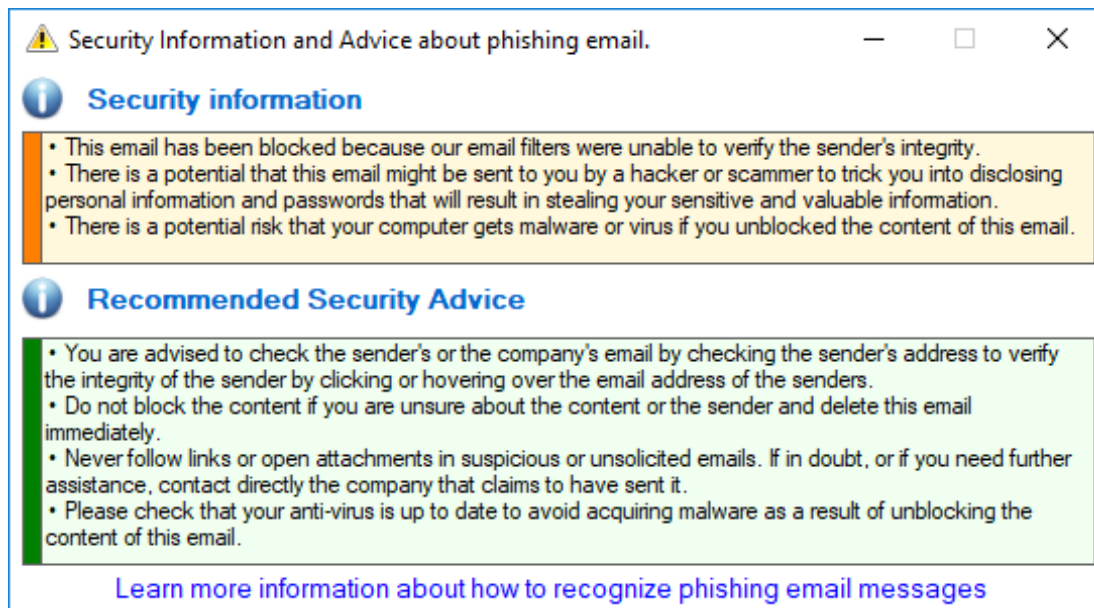 Security Information and Advice about phishing email.
Security information
• This email has been blocked because our email filters were unable to verify the sender's integrity.
• There is a potential that this email might be sent to you by a hacker or scammer to trick you into disclosing
personal information and passwords that will result in stealing your sensitive and valuable information.
• There is a potential risk that your computer gets malware or virus if you unblocked the content of this email.
Recommended Security Advice
• You are advised to check the sender's or the company's email by checking the sender's address to verify
the integrity of the sender by clicking or hovering over the email address of the senders.
• Do not block the content if you are unsure about the content or the sender and delete this email
immediately.
• Never follow links or open attachments in suspicious or unsolicited emails. If in doubt, or if you need further
assistance, contact directly the company that claims to have sent it.
• Please check that your anti-virus is up to date to avoid acquiring malware as a result of unblocking the
content of this email.
Learn more information about how to recognize phishing email messages